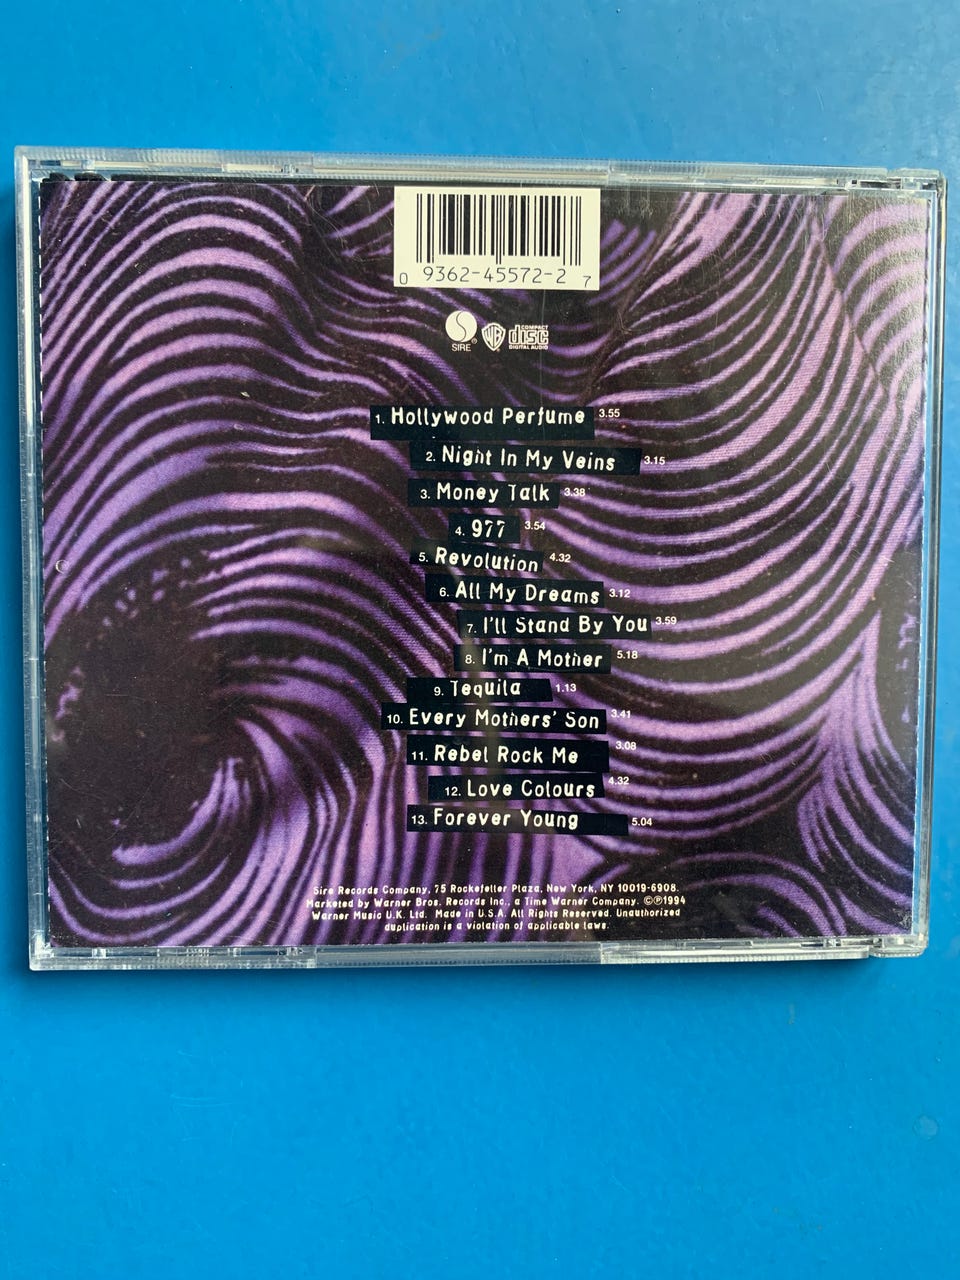 0 9362-45572-2 7
SIRE ® WB COMPACT disc DIGITAL AUDIO
1. Hollywood Perfume 3.55
2. Night In My Veins 3.15
3. Money Talk 3.38
4. 977 3.54
5. Revolution 4.32
6. All My Dreams 3.12
7. I'll Stand By You 3.59
8. I'm A Mother 5.18
9. Tequila 1.13
10. Every Mothers' Son 3.41
11. Rebel Rock Me 3.08
12. Love Colours 4.32
13. Forever Young 5.04
Sire Records Company, 75 Rockefeller Plaza, New York, NY 10019-6908.
Marketed by Warner Bros. Records Inc., a Time Warner Company. ©℗1994
Warner Music U.K. Ltd. Made in U.S.A. All Rights Reserved. Unauthorized
duplication is a violation of applicable laws.